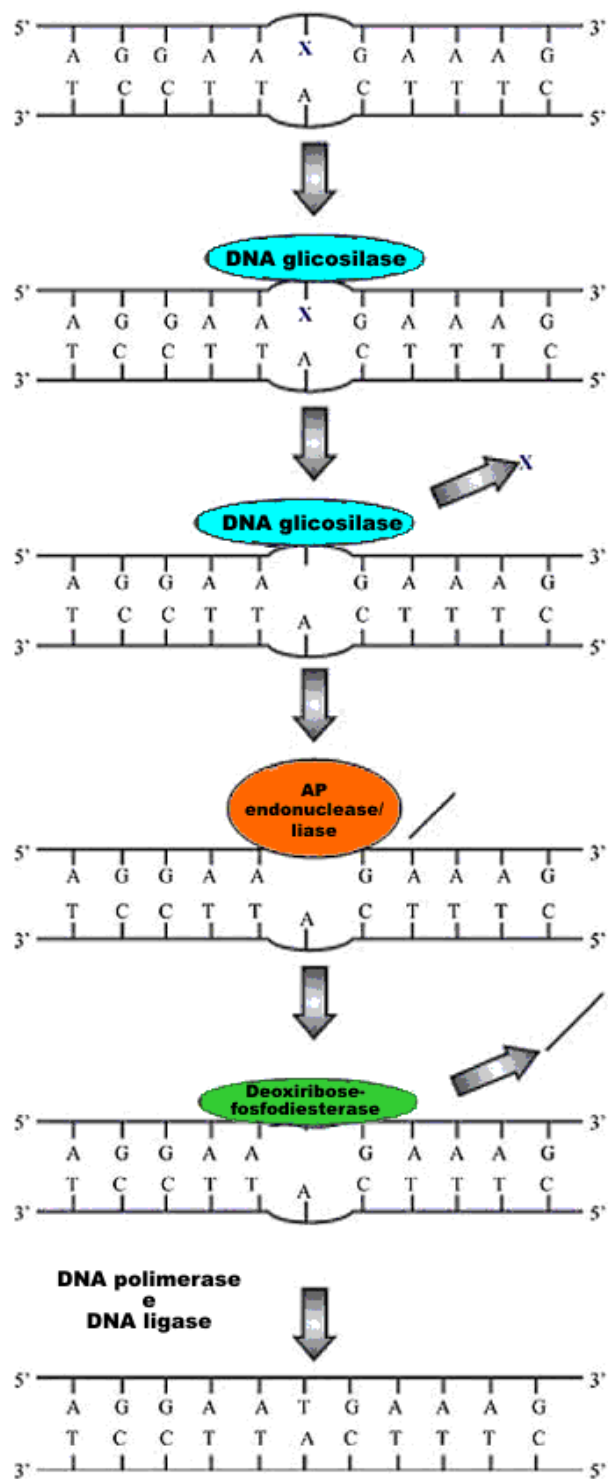 5' 3'
A G G A A X G A A A G
T C C T T A C T T T C
3' 5'
DNA glicosilase
5' 3'
A G G A A X G A A A G
T C C T T A C T T T C
3' 5'
X
DNA glicosilase
5' 3'
A G G A A G A A A G
T C C T T A C T T T C
3' 5'
AP
endonuclease/
liase
5' 3'
A G G A A G A A A G
T C C T T A C T T T C
3' 5'
Deoxiribose-
fosfodiesterase
5' 3'
A G G A A G A A A G
T C C T T A C T T T C
3' 5'
DNA polimerase
e
DNA ligase
5' 3'
A G G A A T G A A A G
T C C T T A C T T T C
3' 5'